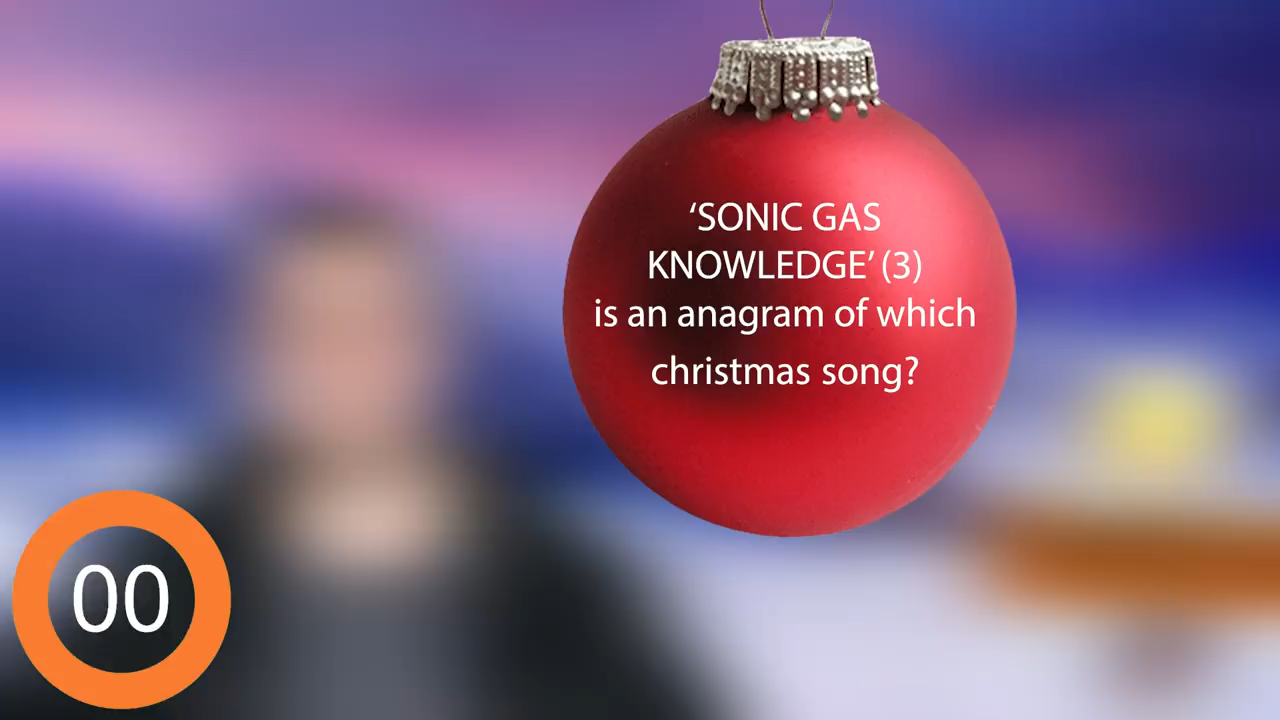 ‘SONIC GAS
KNOWLEDGE’ (3)
is an anagram of which
christmas song?
00